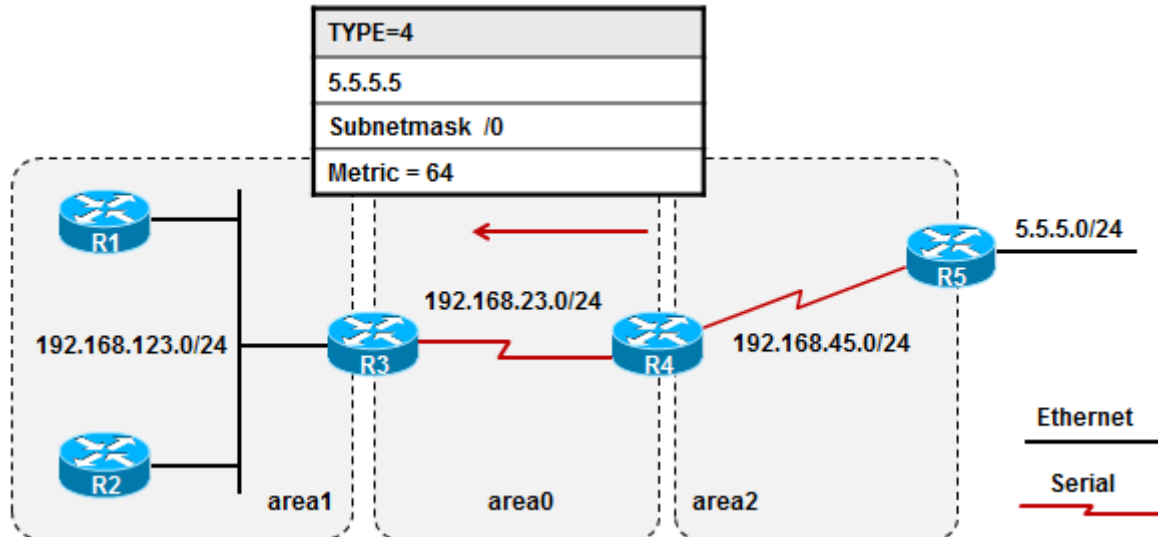 TYPE=4
5.5.5.5
Subnetmask /0
Metric = 64
R1
R5
5.5.5.0/24
192.168.23.0/24
192.168.123.0/24
R3
R4
192.168.45.0/24
Ethernet
R2
Serial
area1
area0
area2